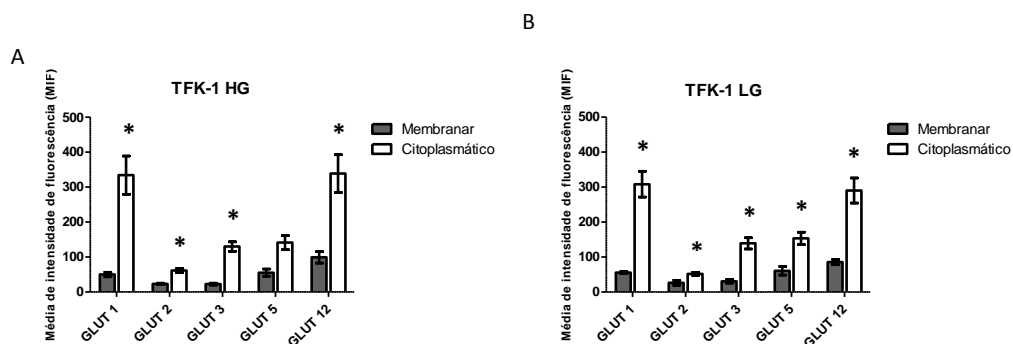 A
TFK-1 HG
Média de intensidade de fluorescência (MIF)
500
400
300
200
100
0
*
*
*
*
GLUT 1
GLUT 2
GLUT 3
GLUT 5
GLUT 12
Membranar
Citoplasmático
B
TFK-1 LG
Média de intensidade de fluorescência (MIF)
500
400
300
200
100
0
*
*
*
*
*
GLUT 1
GLUT 2
GLUT 3
GLUT 5
GLUT 12
Membranar
Citoplasmático